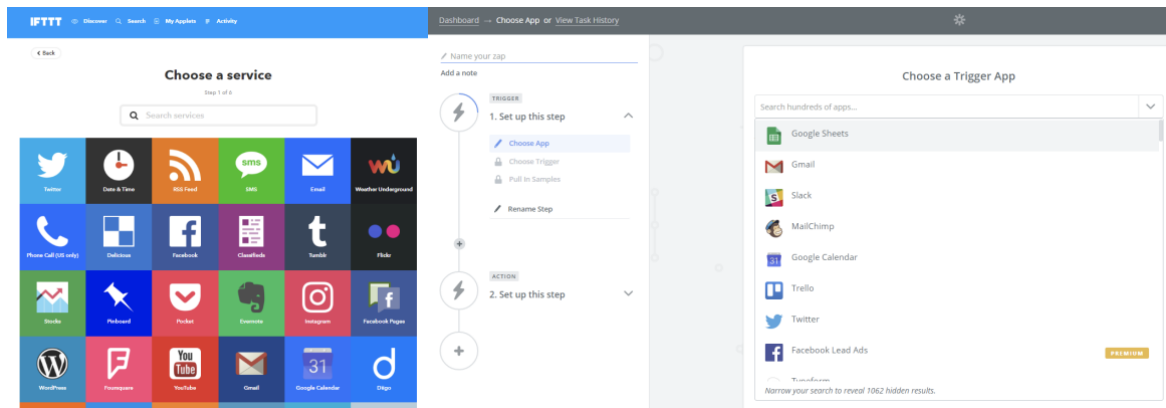 IFTTT Discover Search My Applets Activity
Back
Choose a service
Step 1 of 6
Search services
Twitter Date & Time RSS Feed sms SMS Email Weather Underground
Phone Call (US only) Delicious Facebook Classifieds Tumblr Flickr
Stocks Pinboard Pocket Evernote Instagram Facebook Pages
WordPress Foursquare You Tube YouTube Gmail 31 Google Calendar Diigo
Dashboard → Choose App or View Task History
Name your zap
Add a note
TRIGGER
1. Set up this step
Choose App
Choose Trigger
Pull In Samples
Rename Step
ACTION
2. Set up this step
Choose a Trigger App
Search hundreds of apps...
Google Sheets
Gmail
Slack
MailChimp
31 Google Calendar
Trello
Twitter
Facebook Lead Ads PREMIUM
Typeform
Narrow your search to reveal 1062 hidden results.